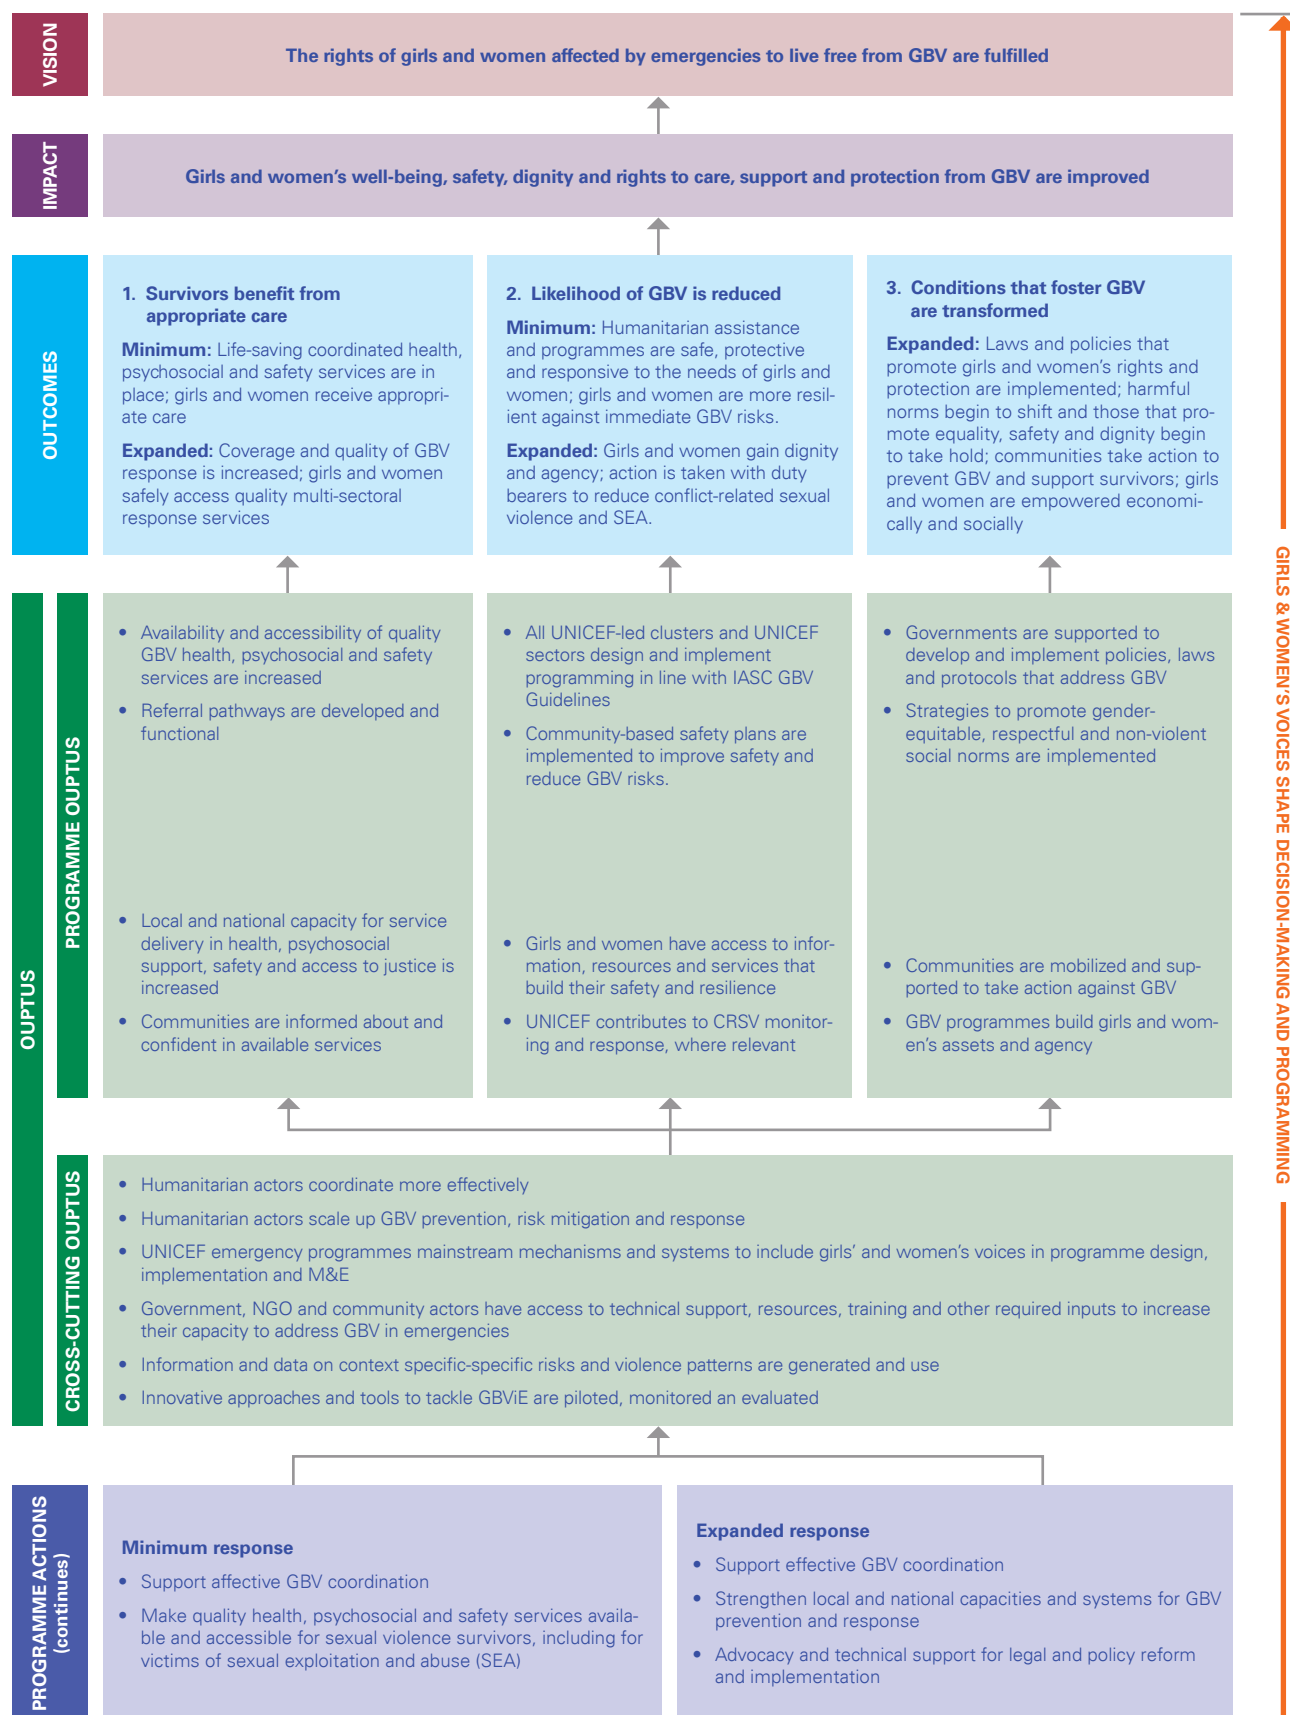 VISION
The rights of girls and women affected by emergencies to live free from GBV are fulfilled
IMPACT
Girls and women's well-being, safety, dignity and rights to care, support and protection from GBV are improved
OUTCOMES
1. Survivors benefit from
appropriate care
Minimum: Life-saving coordinated health,
psychosocial and safety services are in
place; girls and women receive appropri-
ate care
Expanded: Coverage and quality of GBV
response is increased; girls and women
safely access quality multi-sectoral
response services
2. Likelihood of GBV is reduced
Minimum: Humanitarian assistance
and programmes are safe, protective
and responsive to the needs of girls and
women; girls and women are more resil-
ient against immediate GBV risks.
Expanded: Girls and women gain dignity
and agency; action is taken with duty
bearers to reduce conflict-related sexual
violence and SEA.
3. Conditions that foster GBV
are transformed
Expanded: Laws and policies that
promote girls and women's rights and
protection are implemented; harmful
norms begin to shift and those that pro-
mote equality, safety and dignity begin
to take hold; communities take action to
prevent GBV and support survivors; girls
and women are empowered economi-
cally and socially
OUPTUS
PROGRAMME OUPTUS
• Availability and accessibility of quality
GBV health, psychosocial and safety
services are increased
• Referral pathways are developed and
functional
• Local and national capacity for service
delivery in health, psychosocial
support, safety and access to justice is
increased
• Communities are informed about and
confident in available services
• All UNICEF-led clusters and UNICEF
sectors design and implement
programming in line with IASC GBV
Guidelines
• Community-based safety plans are
implemented to improve safety and
reduce GBV risks.
• Girls and women have access to infor-
mation, resources and services that
build their safety and resilience
• UNICEF contributes to CRSV monitor-
ing and response, where relevant
• Governments are supported to
develop and implement policies, laws
and protocols that address GBV
• Strategies to promote gender-
equitable, respectful and non-violent
social norms are implemented
• Communities are mobilized and sup-
ported to take action against GBV
• GBV programmes build girls and wom-
en's assets and agency
CROSS-CUTTING OUPTUS
• Humanitarian actors coordinate more effectively
• Humanitarian actors scale up GBV prevention, risk mitigation and response
• UNICEF emergency programmes mainstream mechanisms and systems to include girls' and women's voices in programme design,
implementation and M&E
• Government, NGO and community actors have access to technical support, resources, training and other required inputs to increase
their capacity to address GBV in emergencies
• Information and data on context specific-specific risks and violence patterns are generated and use
• Innovative approaches and tools to tackle GBViE are piloted, monitored an evaluated
PROGRAMME ACTIONS
(continues)
Minimum response
• Support affective GBV coordination
• Make quality health, psychosocial and safety services availa-
ble and accessible for sexual violence survivors, including for
victims of sexual exploitation and abuse (SEA)
Expanded response
• Support effective GBV coordination
• Strengthen local and national capacities and systems for GBV
prevention and response
• Advocacy and technical support for legal and policy reform
and implementation
GIRLS & WOMEN'S VOICES SHAPE DECISION-MAKING AND PROGRAMMING